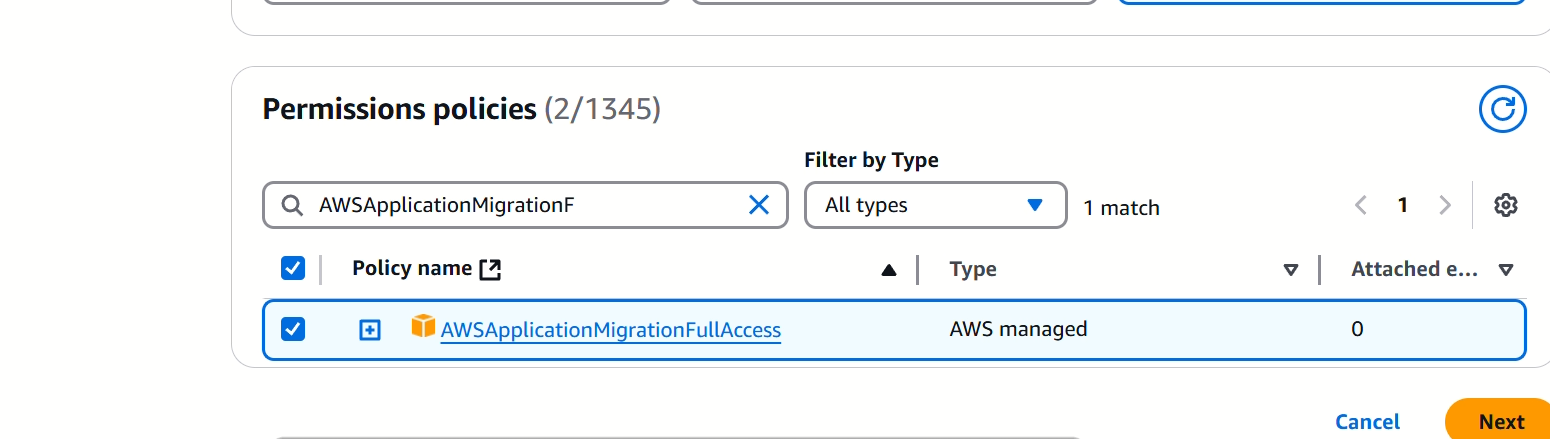 Permissions policies (2/1345)
Filter by Type
AWSApplicationMigrationF
All types
1 match
1
Policy name
Type
Attached e...
AWSApplicationMigrationFullAccess
AWS managed
0
Cancel
Next